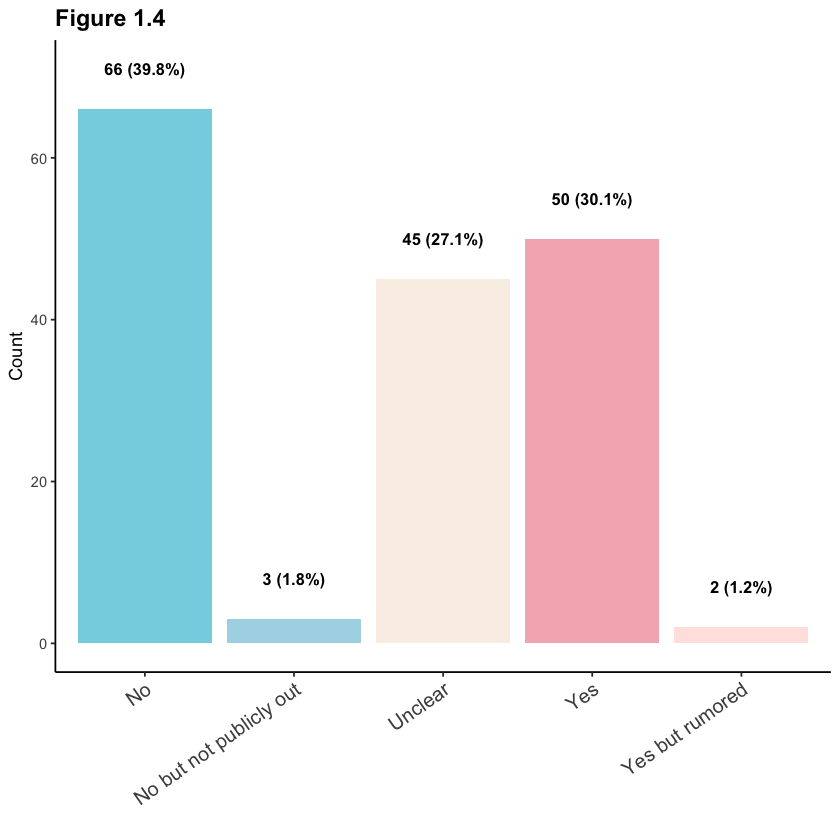 Figure 1.4
66 (39.8%)
50 (30.1%)
45 (27.1%)
3 (1.8%)
2 (1.2%)
Count
60
40
20
0
No
No but not publicly out
Unclear
Yes
Yes but rumored